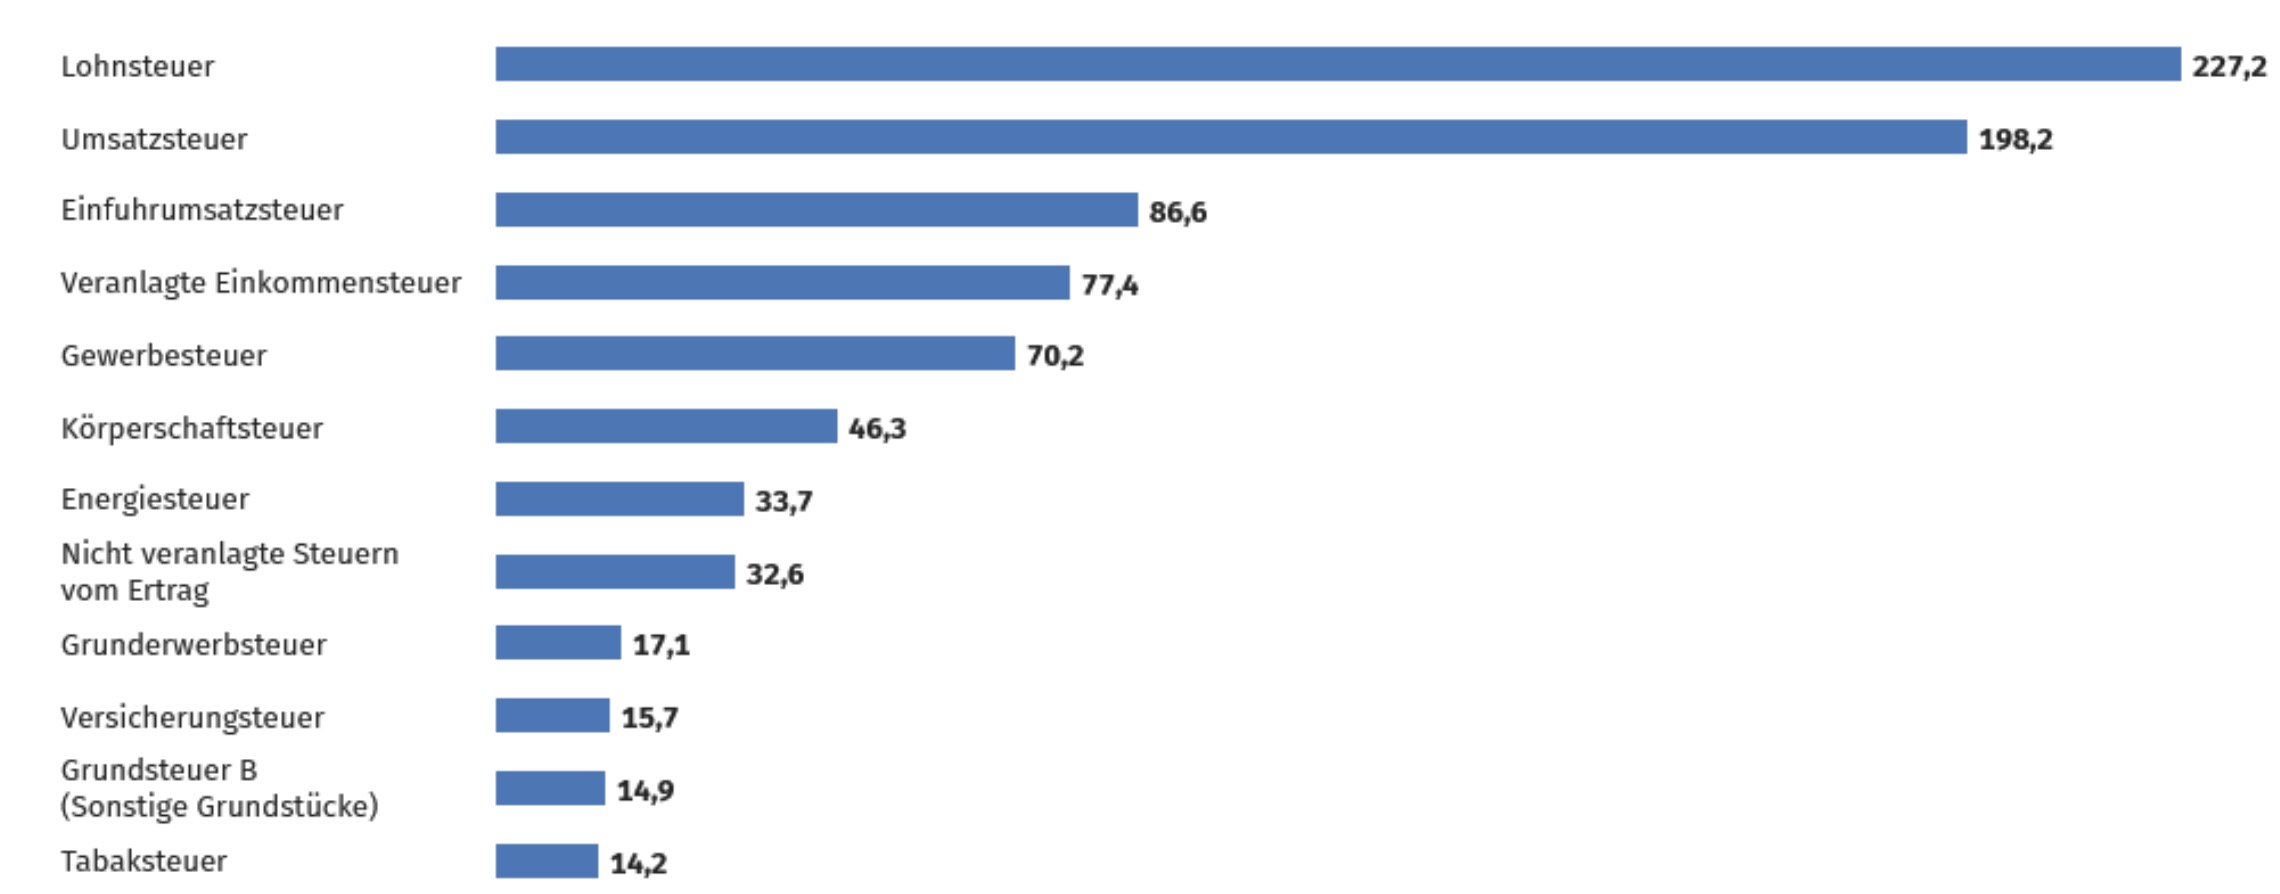 Lohnsteuer 227,2
Umsatzsteuer 198,2
Einfuhrumsatzsteuer 86,6
Veranlagte Einkommensteuer 77,4
Gewerbesteuer 70,2
Körperschaftsteuer 46,3
Energiesteuer 33,7
Nicht veranlagte Steuern
vom Ertrag 32,6
Grunderwerbsteuer 17,1
Versicherungsteuer 15,7
Grundsteuer B
(Sonstige Grundstücke) 14,9
Tabaksteuer 14,2